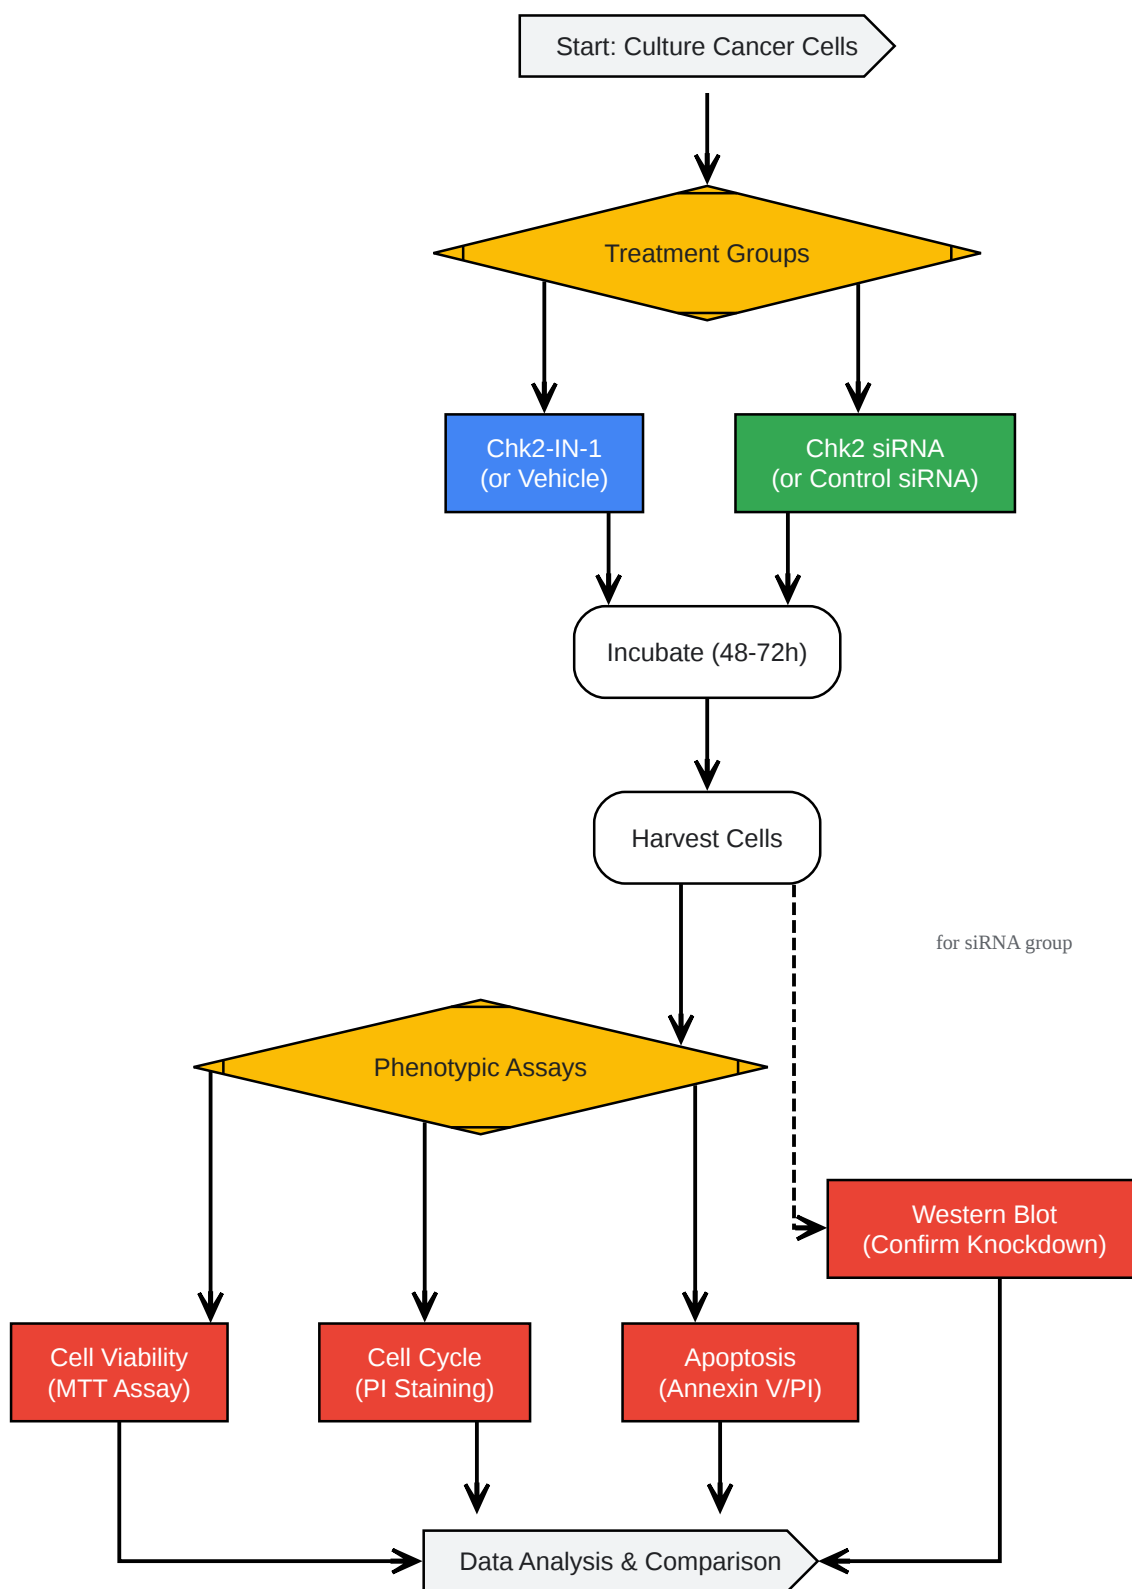 Start: Culture Cancer Cells
Treatment Groups
Chk2-IN-1
(or Vehicle)
Chk2 siRNA
(or Control siRNA)
Incubate (48-72h)
Harvest Cells
for siRNA group
Phenotypic Assays
Western Blot
(Confirm Knockdown)
Cell Viability
(MTT Assay)
Cell Cycle
(PI Staining)
Apoptosis
(Annexin V/PI)
Data Analysis & Comparison